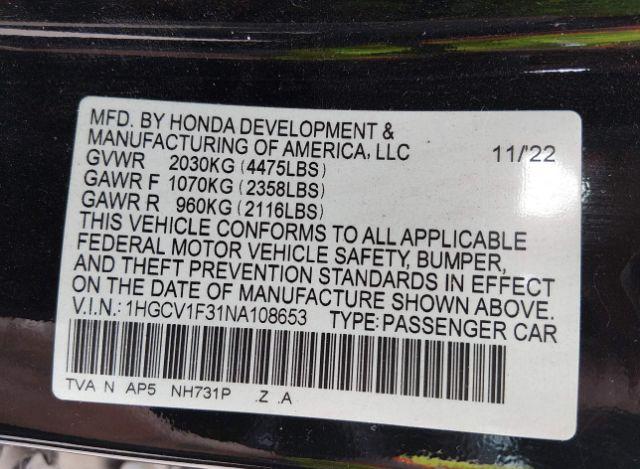 MFD. BY HONDA DEVELOPMENT &
MANUFACTURING OF AMERICA, LLC 11/'22
GVWR 2030KG (4475LBS)
GAWR F 1070KG (2358LBS)
GAWR R 960KG (2116LBS)
THIS VEHICLE CONFORMS TO ALL APPLICABLE
FEDERAL MOTOR VEHICLE SAFETY, BUMPER,
AND THEFT PREVENTION STANDARDS IN EFFECT
ON THE DATE OF MANUFACTURE SHOWN ABOVE.
V.I.N.: 1HGCV1F31NA108653 TYPE:PASSENGER CAR
TVA N AP5 NH731P .Z .A